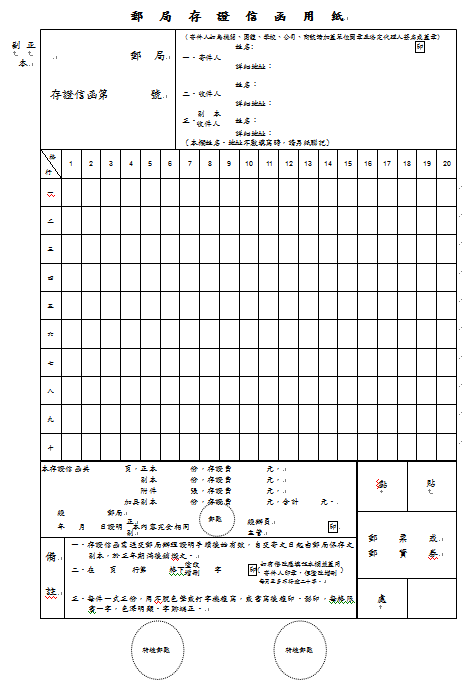 郵局存證信函用紙
副 正
本
郵 局
存證信函第 號
(寄件人如為機關、團體、學校、公司、商號請加蓋單位圖章及法定代理人簽名或蓋章)
一、寄件人
姓名: 印
詳細地址:
二、收件人
姓名:
詳細地址:
三、副本收件人
姓名:
詳細地址:
(本欄姓名、地址不敷填寫時,請另紙聯記)
格
行
1 2 3 4 5 6 7 8 9 10 11 12 13 14 15 16 17 18 19 20
一
二
三
四
五
六
七
八
九
十
本存證信函共 頁,正本 份,存證費 元,
副本 份,存證費 元,
附件 張,存證費 元,
加具副本 份,存證費 元,合計 元。
經 郵局
年 月 日證明 正副本內容完全相同 郵戳 經辦員 主管 印
黏 貼
郵 票 或
郵 資 券
處
備
註
一、存證信函需送交郵局辦理證明手續後始有效,自交寄之日起由郵局保存之
副本,於三年期滿後銷燬之。
二、在 頁 行第 格下 塗改增刪 字 印
如有修改應填註本欄並蓋用
寄件人印章,但塗改增刪
每頁至多不得逾二十字。
三、每件一式三份,用不脫色筆或打字機複寫,或書寫後複印、影印,每格限
書一字,色澤明顯、字跡端正。
騎縫郵戳 騎縫郵戳